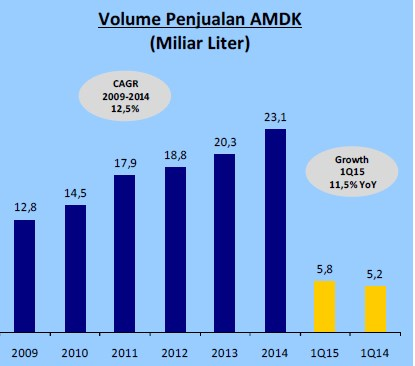 Volume Penjualan AMDK
(Miliar Liter)
CAGR
2009-2014
12,5%
Growth
1Q15
11,5% YoY
12,8
14,5
17,9
18,8
20,3
23,1
5,8
5,2
2009 2010 2011 2012 2013 2014 1Q15 1Q14